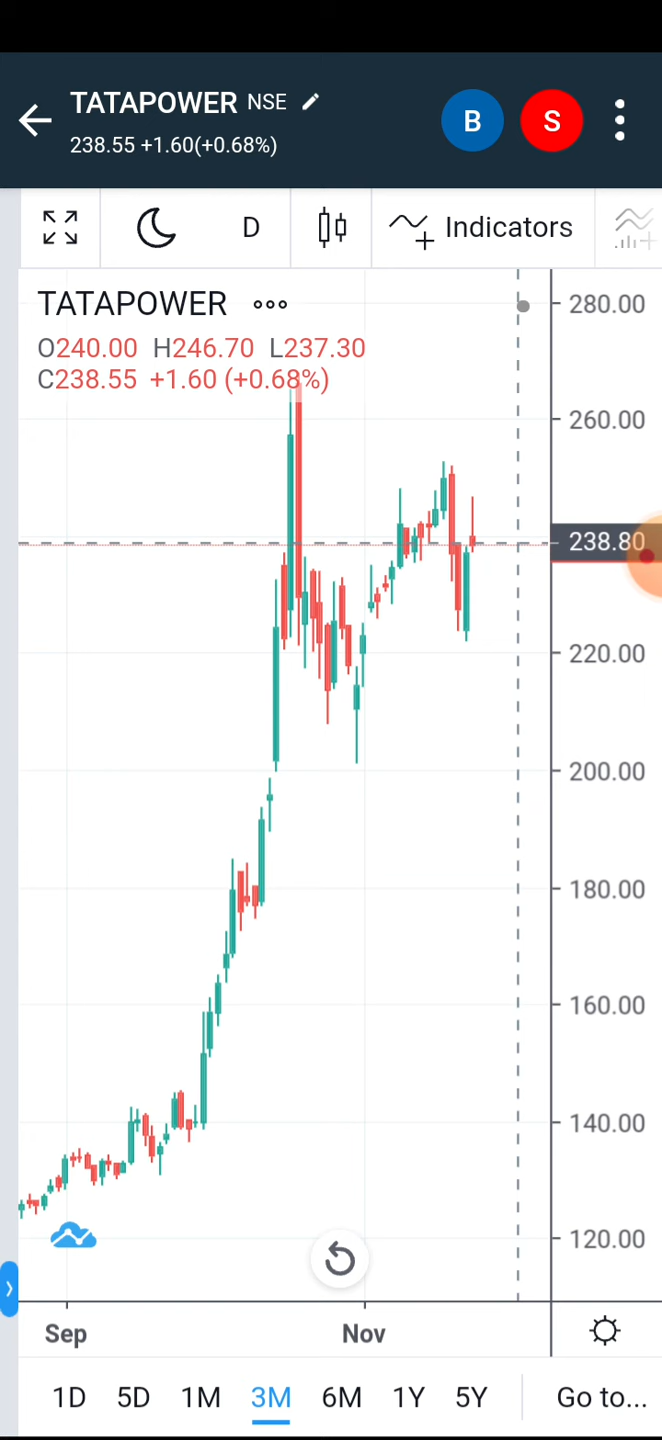 TATAPOWER NSE
238.55 +1.60(+0.68%)
B
S
D
Indicators
TATAPOWER
O240.00 H246.70 L237.30
C238.55 +1.60 (+0.68%)
280.00
260.00
238.80
220.00
200.00
180.00
160.00
140.00
120.00
Sep Nov
1D 5D 1M 3M 6M 1Y 5Y Go to...